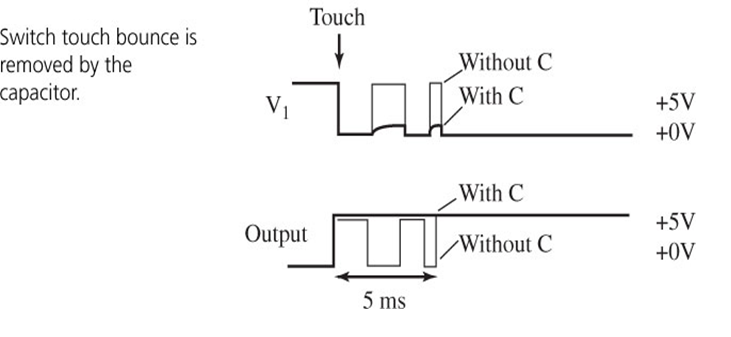 Switch touch bounce is
removed by the
capacitor.
Touch
Without C
With C
V1
+5V
+0V
With C
Output
Without C
+5V
+0V
5 ms